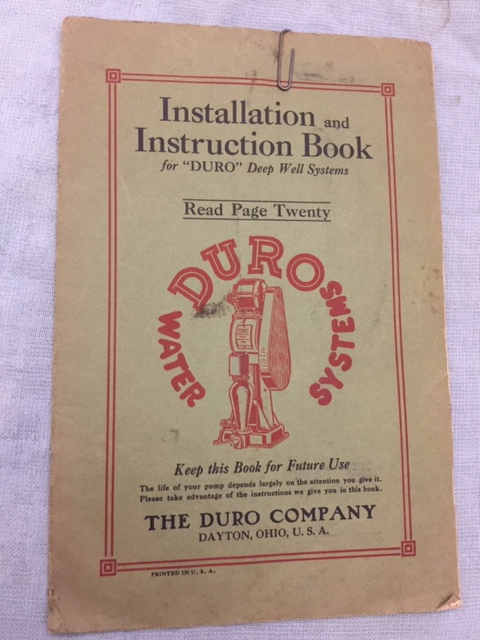 Installation and
Instruction Book
for "DURO" Deep Well Systems
Read Page Twenty
DURO
WATER
SYSTEMS
Keep this Book for Future Use
The life of your pump depends largely on the attention you give it.
Please take advantage of the instructions we give you in this book.
THE DURO COMPANY
DAYTON, OHIO, U. S. A.
PRINTED IN U. S. A.